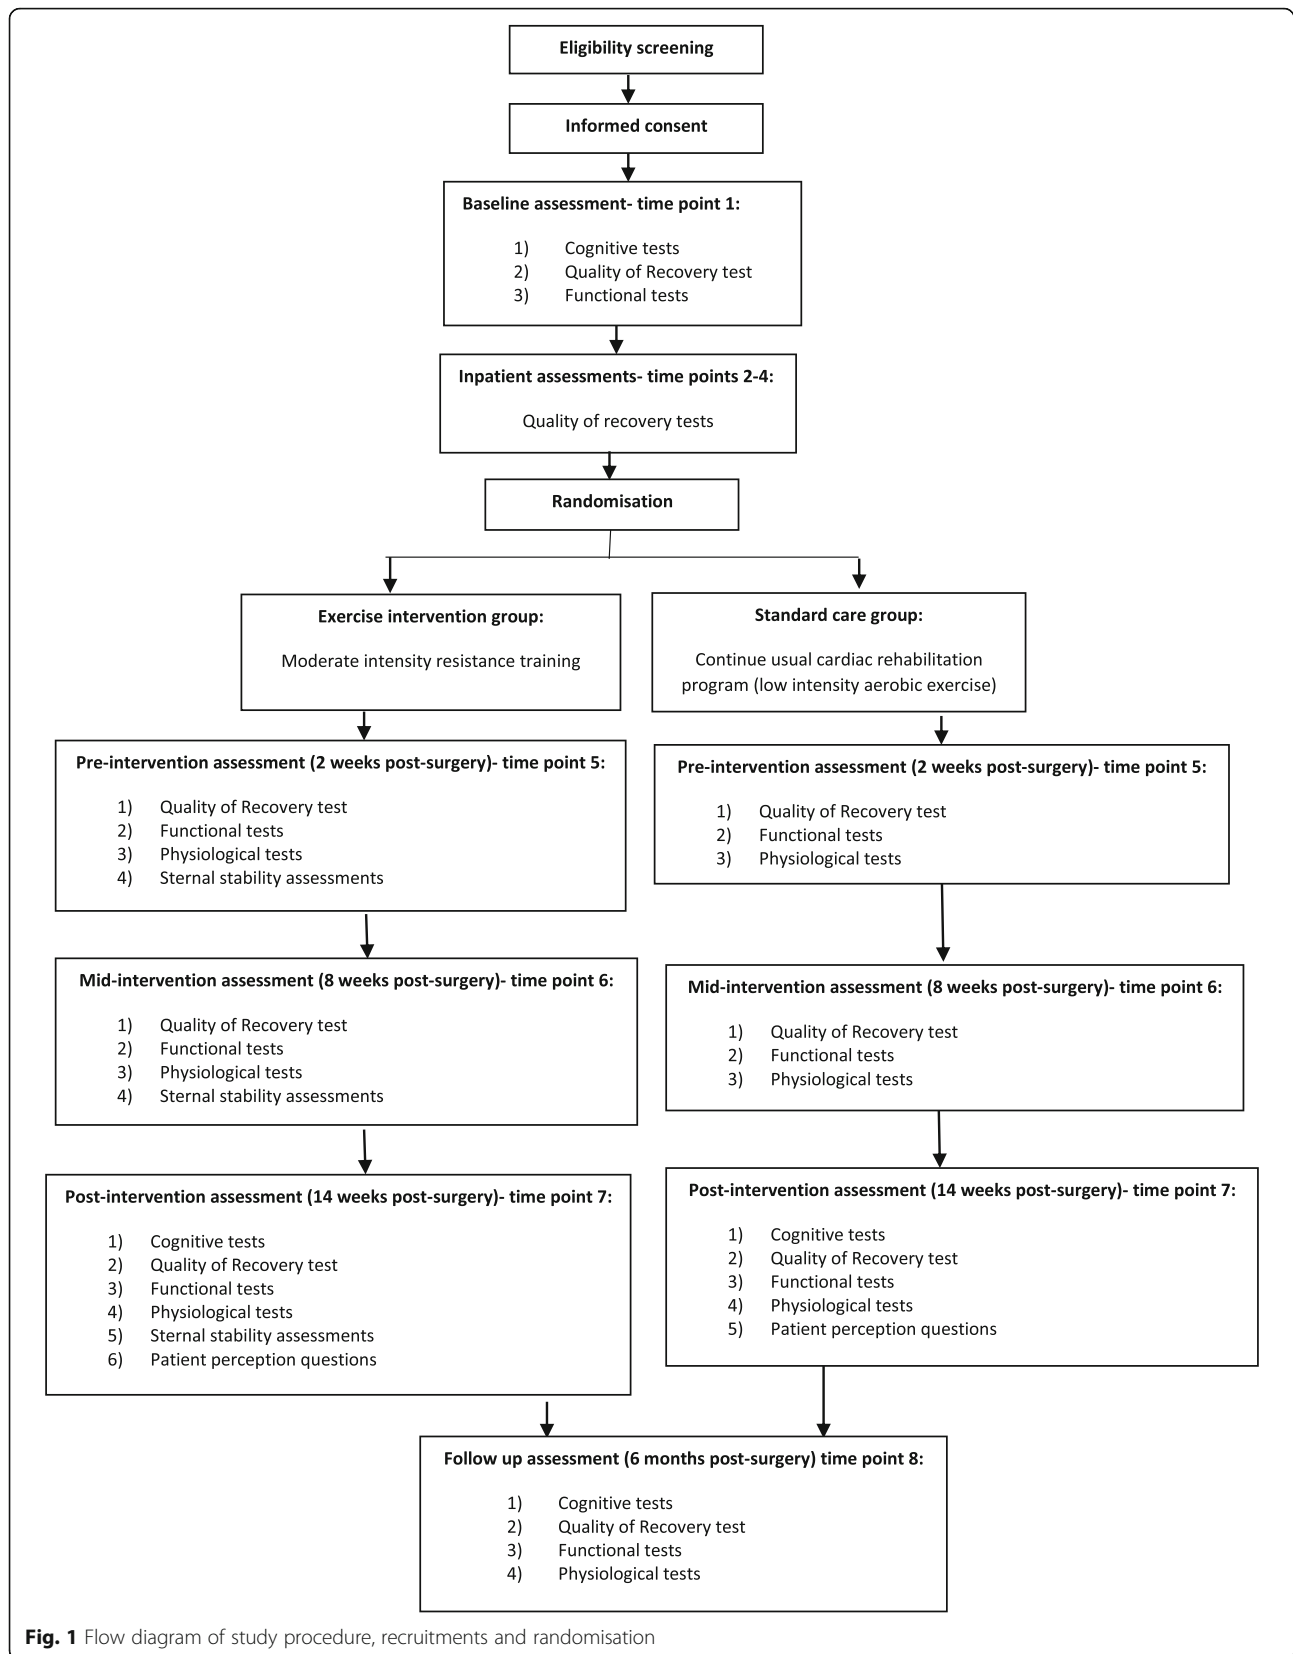 Eligibility screening
Informed consent
Baseline assessment- time point 1:
1) Cognitive tests
2) Quality of Recovery test
3) Functional tests
Inpatient assessments- time points 2-4:
Quality of recovery tests
Randomisation
Exercise intervention group:
Moderate intensity resistance training
Standard care group:
Continue usual cardiac rehabilitation
program (low intensity aerobic exercise)
Pre-intervention assessment (2 weeks post-surgery)- time point 5:
1) Quality of Recovery test
2) Functional tests
3) Physiological tests
4) Sternal stability assessments
Pre-intervention assessment (2 weeks post-surgery)- time point 5:
1) Quality of Recovery test
2) Functional tests
3) Physiological tests
Mid-intervention assessment (8 weeks post-surgery)- time point 6:
1) Quality of Recovery test
2) Functional tests
3) Physiological tests
4) Sternal stability assessments
Mid-intervention assessment (8 weeks post-surgery)- time point 6:
1) Quality of Recovery test
2) Functional tests
3) Physiological tests
Post-intervention assessment (14 weeks post-surgery)- time point 7:
1) Cognitive tests
2) Quality of Recovery test
3) Functional tests
4) Physiological tests
5) Sternal stability assessments
6) Patient perception questions
Post-intervention assessment (14 weeks post-surgery)- time point 7:
1) Cognitive tests
2) Quality of Recovery test
3) Functional tests
4) Physiological tests
5) Patient perception questions
Follow up assessment (6 months post-surgery) time point 8:
1) Cognitive tests
2) Quality of Recovery test
3) Functional tests
4) Physiological tests
Fig. 1 Flow diagram of study procedure, recruitments and randomisation